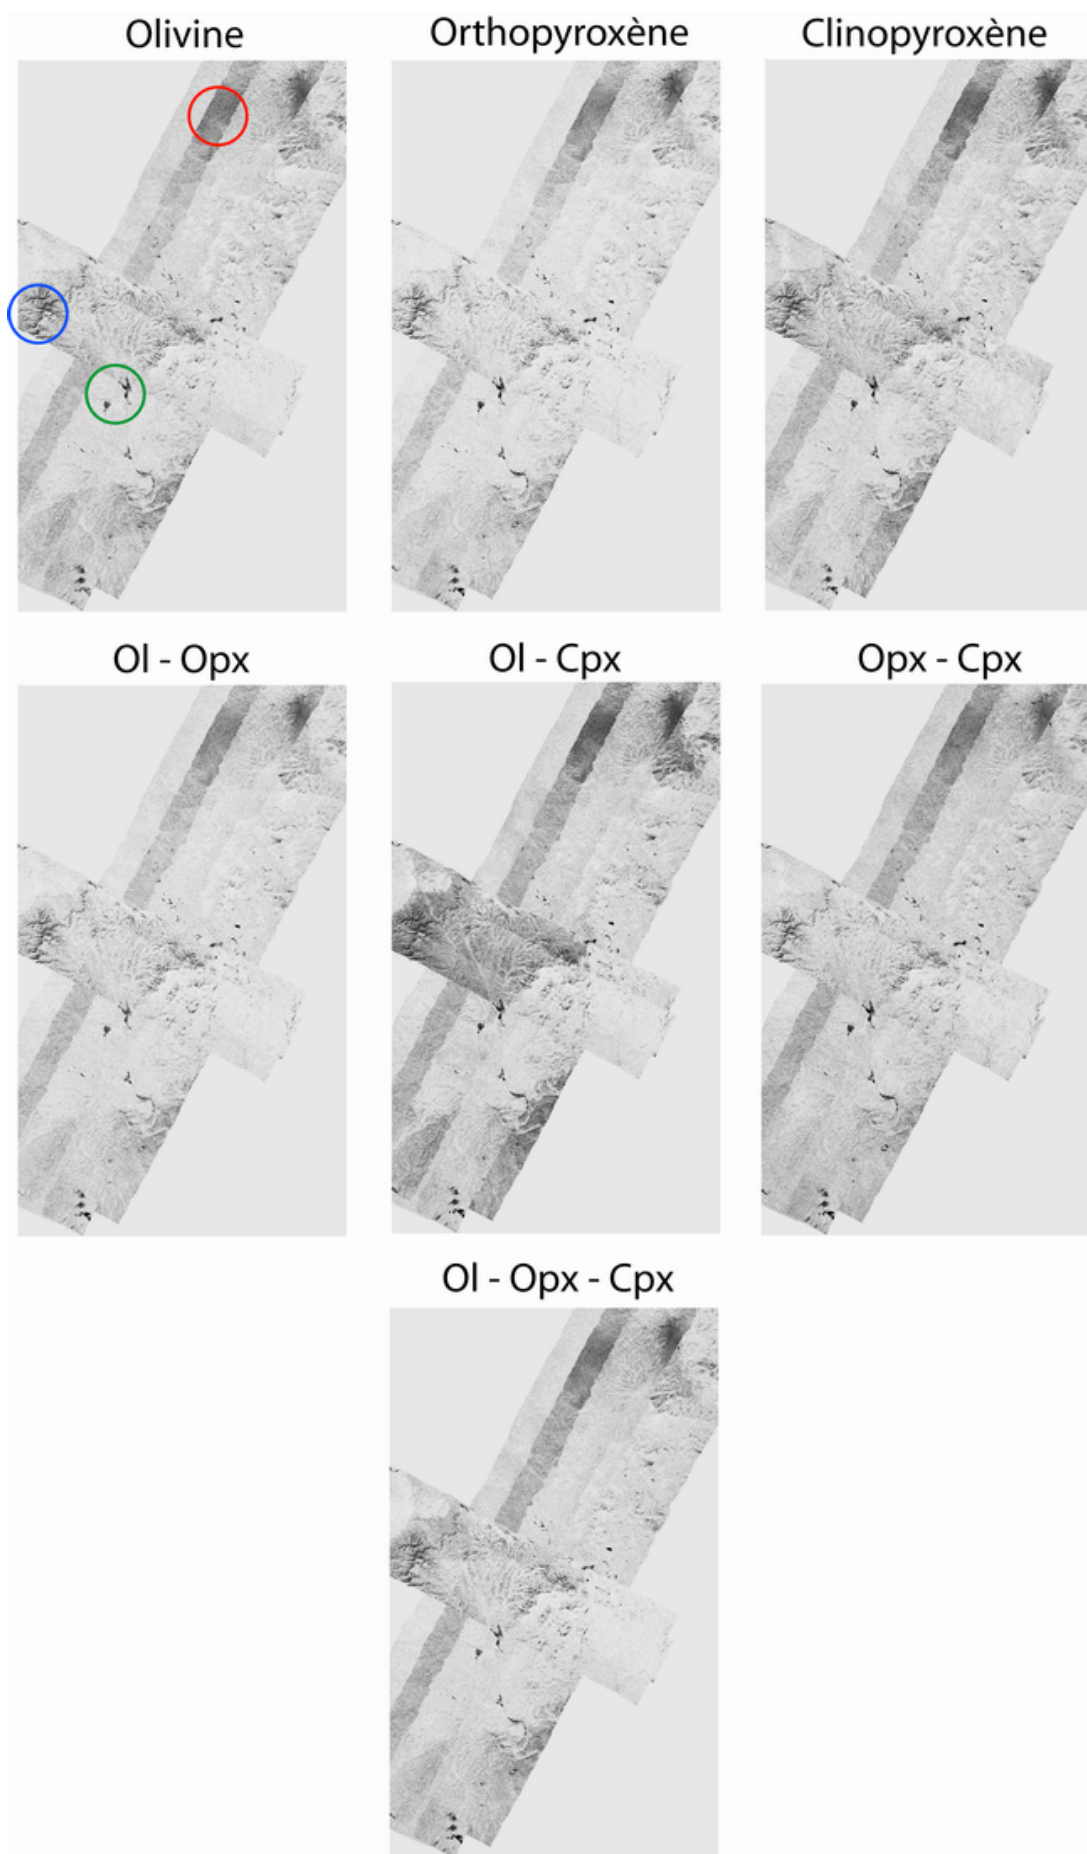 Olivine
Orthopyroxène
Clinopyroxène
Ol - Opx
Ol - Cpx
Opx - Cpx
Ol - Opx - Cpx